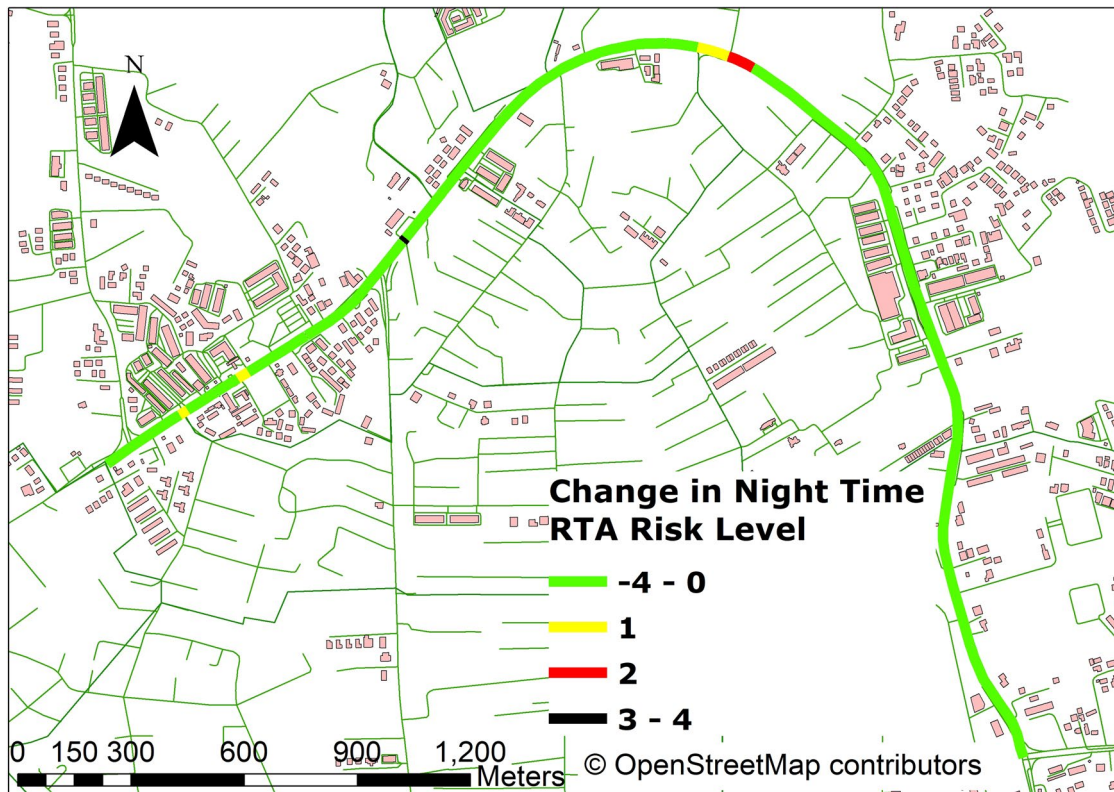 N
Change in Night Time
RTA Risk Level
-4 - 0
1
2
3 - 4
0 150 300 600 900 1,200
Meters
© OpenStreetMap contributors